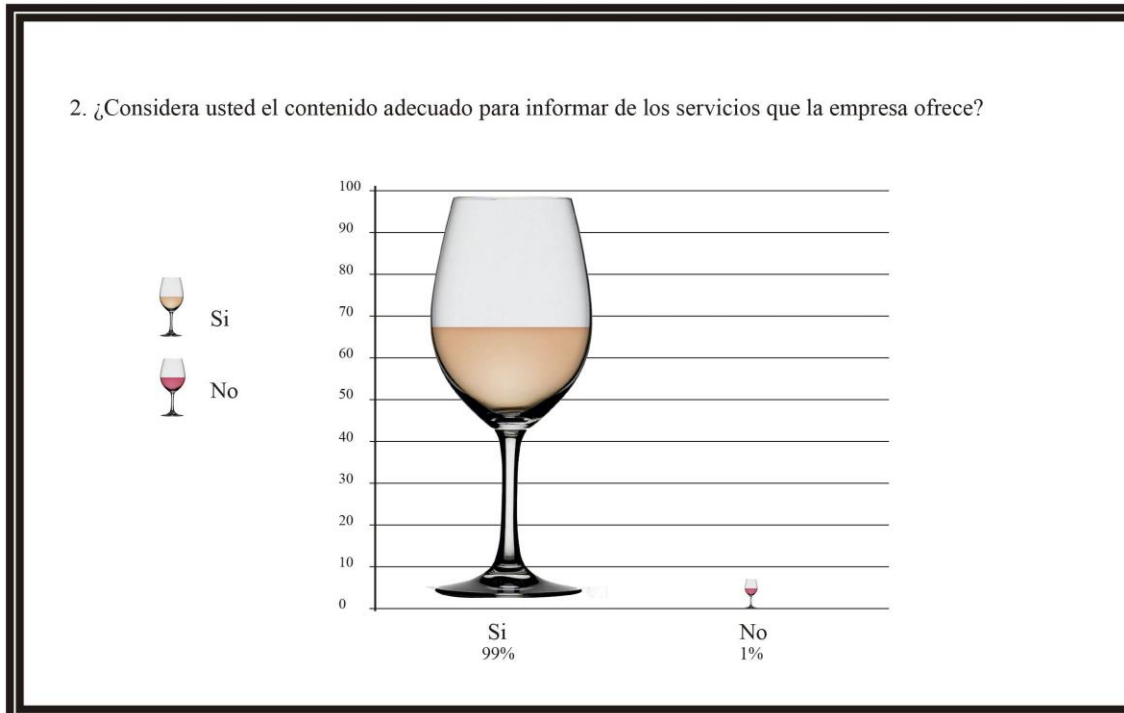 2. ¿Considera usted el contenido adecuado para informar de los servicios que la empresa ofrece?
100
90
80
70
60
50
40
30
20
10
0
Si
No
Si
99%
No
1%